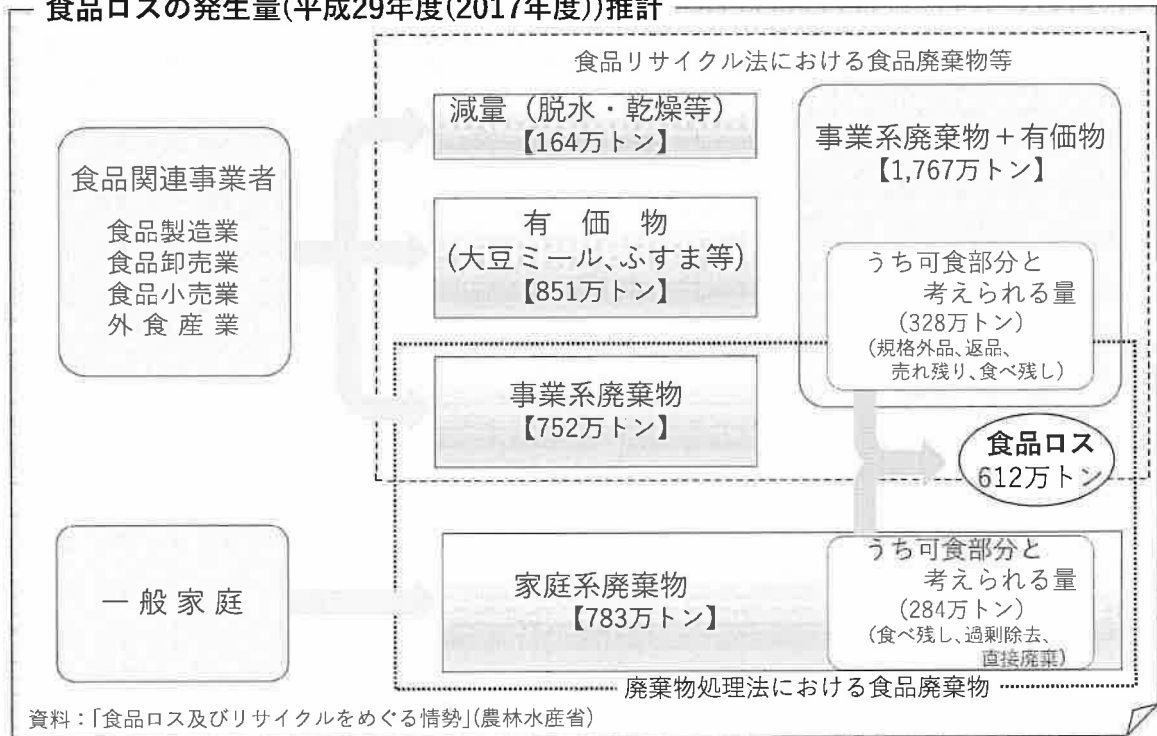 食品ロスの発生量(平成29年度(2017年度))推計
食品リサイクル法における食品廃棄物等
食品関連事業者
食品製造業
食品卸売業
食品小売業
外食産業
減量（脱水・乾燥等）
【164万トン】
有価物
(大豆ミール、ふすま等)
【851万トン】
事業系廃棄物
【752万トン】
事業系廃棄物＋有価物
【1,767万トン】
うち可食部分と
考えられる量
(328万トン)
(規格外品、返品、
売れ残り、食べ残し)
食品ロス
612万トン
一般家庭
家庭系廃棄物
【783万トン】
うち可食部分と
考えられる量
(284万トン)
(食べ残し、過剰除去、
直接廃棄)
廃棄物処理法における食品廃棄物
資料：「食品ロス及びリサイクルをめぐる情勢」(農林水産省)